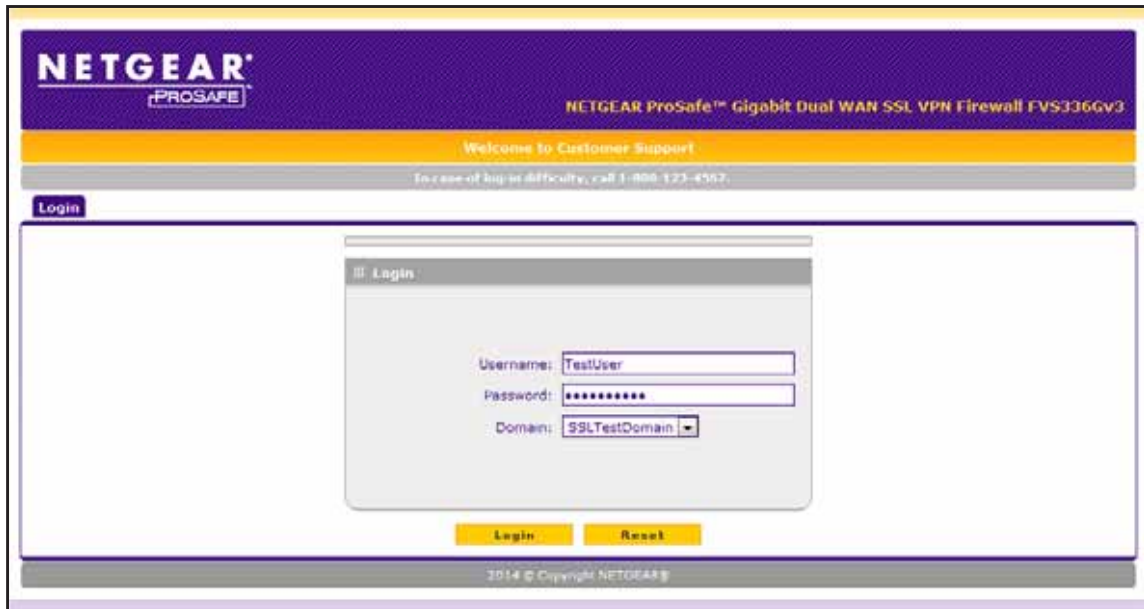 NETGEAR®
PROSAFE
NETGEAR ProSafe™ Gigabit Dual WAN SSL VPN Firewall FVS336Gv3
Welcome to Customer Support
In case of log-in difficulty, call 1-800-123-4567.
Login
Login
Username: TestUser
Password: ••••••••••
Domain: SSLTestDomain
Login Reset
2014 © Copyright NETGEAR®